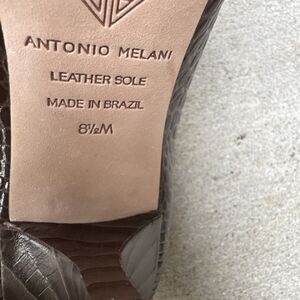 ANTONIO MELANI
LEATHER SOLE
MADE IN BRAZIL
8½M